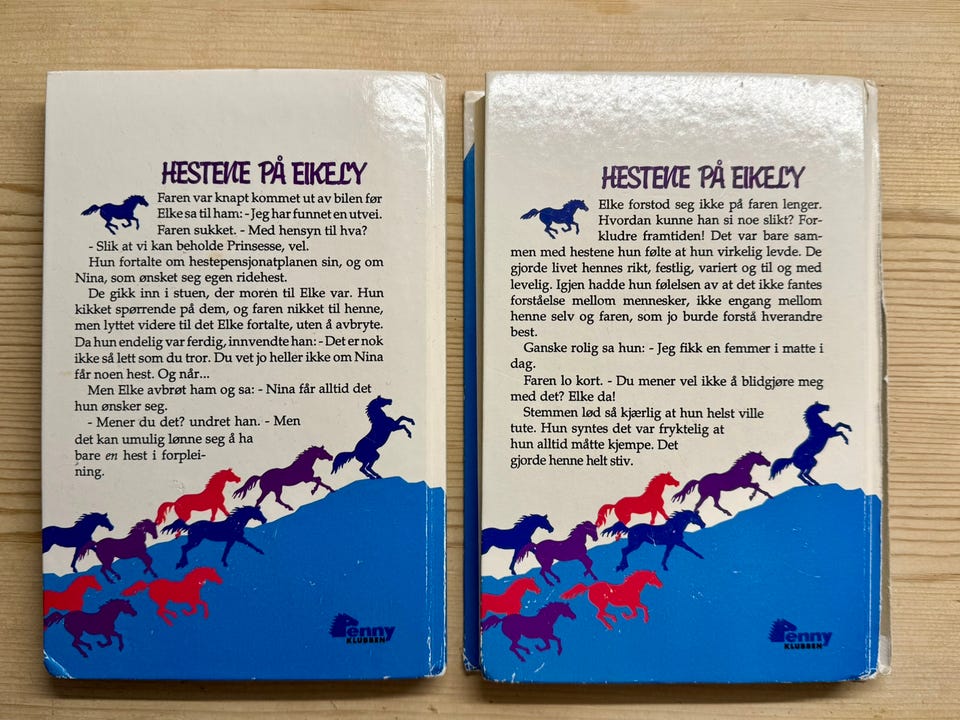 HESTENE PÅ EIKELY
Faren var knapt kommet ut av bilen før
Elke sa til ham: - Jeg har funnet en utvei.
Faren sukket. - Med hensyn til hva?
- Slik at vi kan beholde Prinsesse, vel.
Hun fortalte om hestepensjonatplanen sin, og om
Nina, som ønsket seg egen ridehest.
De gikk inn i stuen, der moren til Elke var. Hun
kikket spørrende på dem, og faren nikket til henne,
men lyttet videre til det Elke fortalte, uten å avbryte.
Da hun endelig var ferdig, innvendte han: - Det er nok
ikke så lett som du tror. Du vet jo heller ikke om Nina
får noen hest. Og når...
Men Elke avbrøt ham og sa: - Nina får alltid det
hun ønsker seg.
- Mener du det? undret han. - Men
det kan umulig lønne seg å ha
bare en hest i forplei-
ning.
Penny
KLUBBEN
HESTENE PÅ EIKELY
Elke forstod seg ikke på faren lenger.
Hvordan kunne han si noe slikt? For-
kludre framtiden! Det var bare sam-
men med hestene hun følte at hun virkelig levde. De
gjorde livet hennes rikt, festlig, variert og til og med
levelig. Igjen hadde hun følelsen av at det ikke fantes
forståelse mellom mennesker, ikke engang mellom
henne selv og faren, som jo burde forstå hverandre
best.
Ganske rolig sa hun: - Jeg fikk en femmer i matte i
dag.
Faren lo kort. - Du mener vel ikke å blidgjøre meg
med det? Elke da!
Stemmen lød så kjærlig at hun helst ville
tute. Hun syntes det var fryktelig at
hun alltid måtte kjempe. Det
gjorde henne helt stiv.
Penny
KLUBBEN